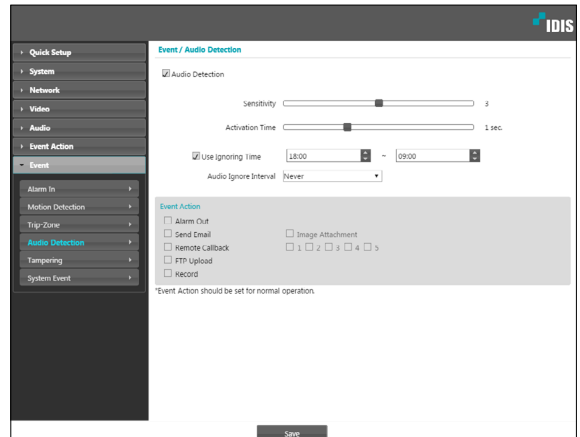 IDIS
Quick Setup
System
Network
Video
Audio
Event Action
Event
Alarm In
Motion Detection
Trip-Zone
Audio Detection
Tampering
System Event
Event / Audio Detection
Audio Detection
Sensitivity 3
Activation Time 1 sec.
Use Ignoring Time 18:00 ~ 09:00
Audio Ignore Interval Never
Event Action
Alarm Out
Send Email Image Attachment
Remote Callback 1 2 3 4 5
FTP Upload
Record
*Event Action should be set for normal operation.
Save